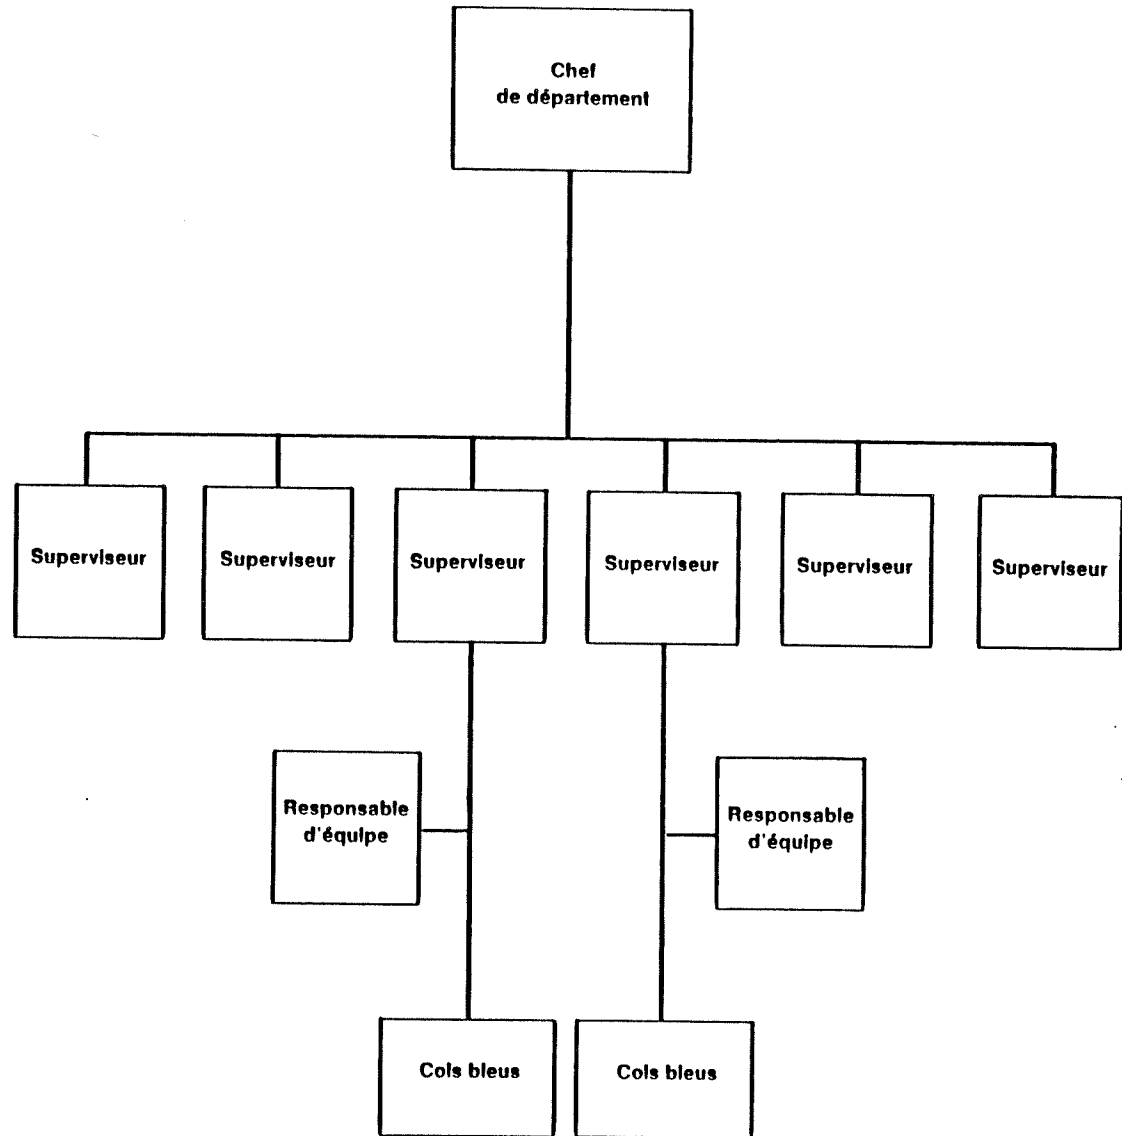 Chef
de département
Superviseur
Superviseur
Superviseur
Superviseur
Superviseur
Superviseur
Responsable
d'équipe
Responsable
d'équipe
Cols bleus
Cols bleus